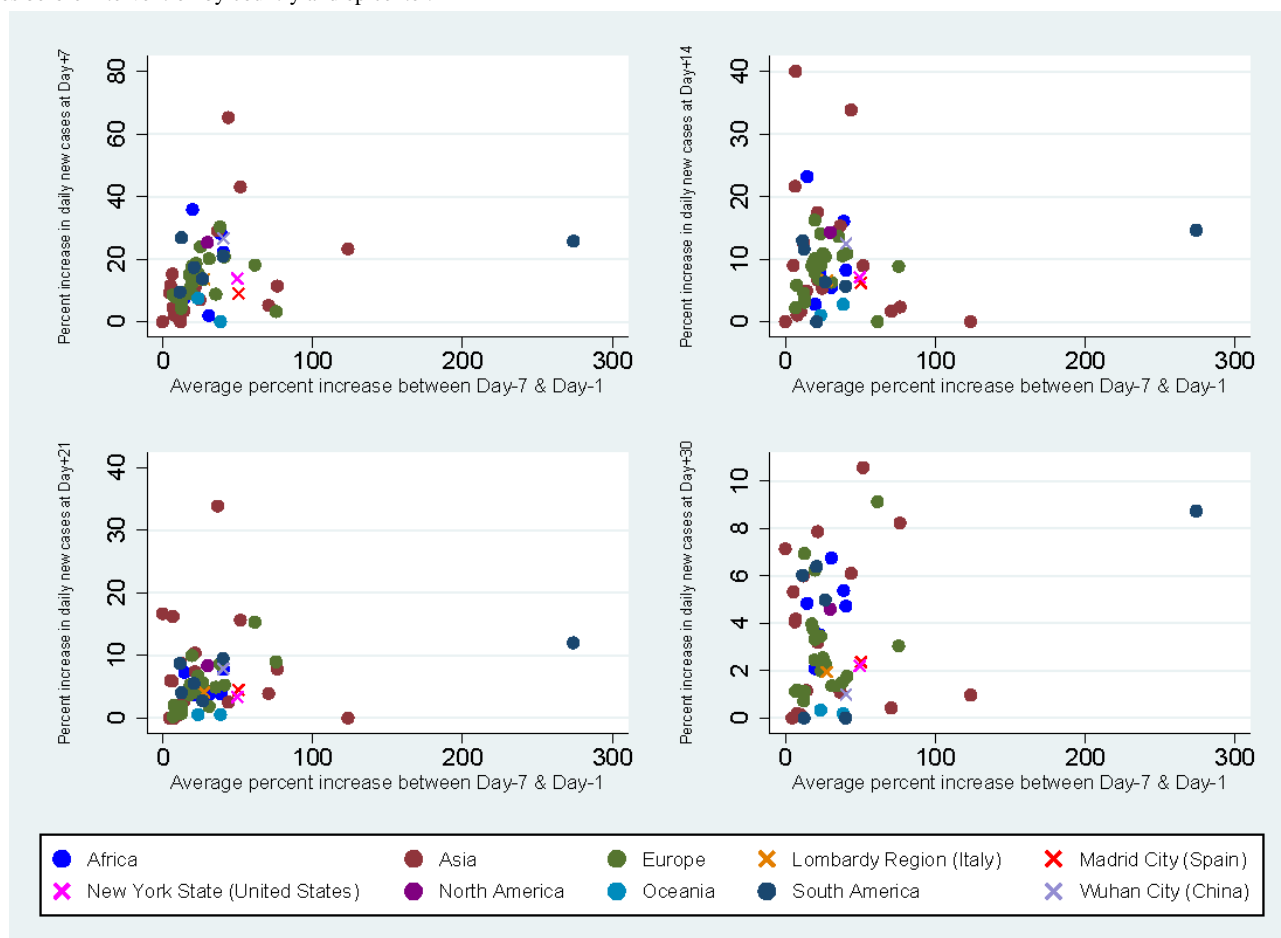 Percent increase in daily new cases at Day+7
80
60
40
20
0
0 100 200 300
Average percent increase between Day-7 & Day-1
Percent increase in daily new cases at Day+14
40
30
20
10
0
0 100 200 300
Average percent increase between Day-7 & Day-1
Percent increase in daily new cases at Day+21
40
30
20
10
0
0 100 200 300
Average percent increase between Day-7 & Day-1
Percent increase in daily new cases at Day+30
10
8
6
4
2
0
0 100 200 300
Average percent increase between Day-7 & Day-1
Africa Asia Europe Lombardy Region (Italy) Madrid City (Spain)
New York State (United States) North America Oceania South America Wuhan City (China)